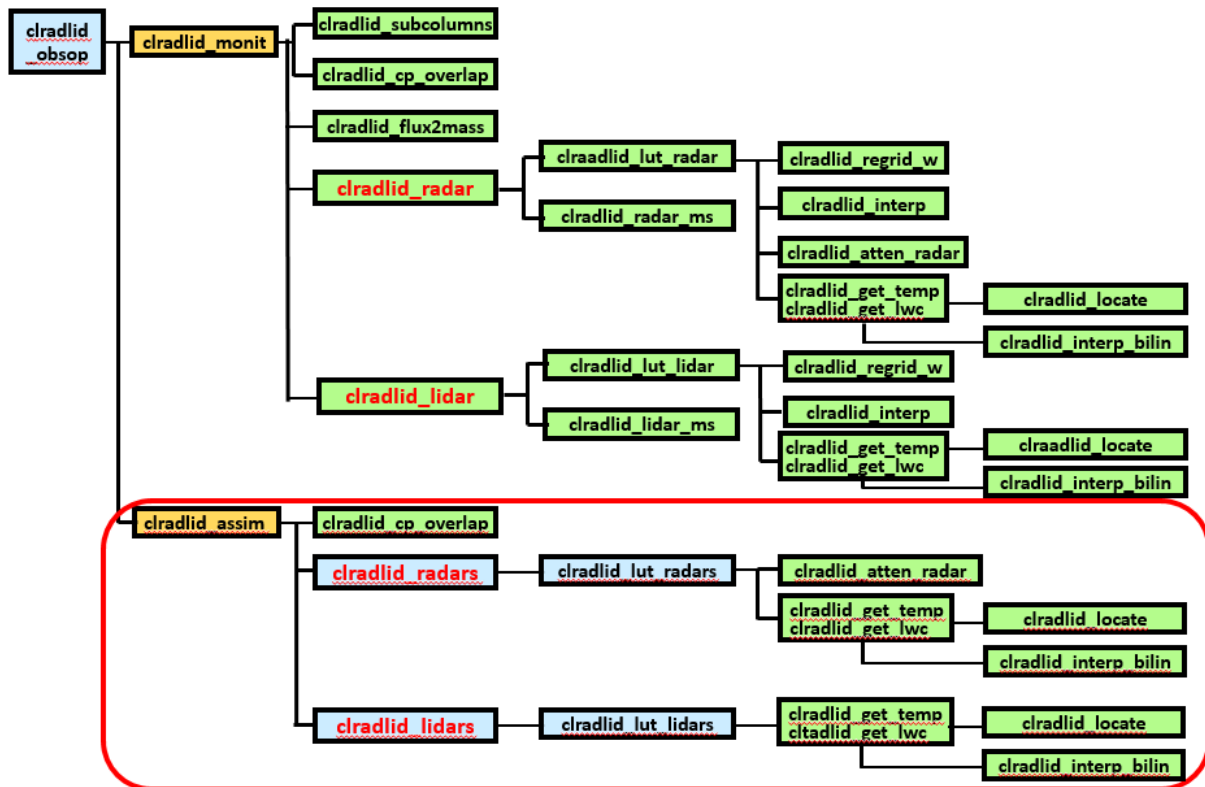 clradlid
_obsop
clradlid_monit
clradlid_subcolumns
clradlid_cp_overlap
clradlid_flux2mass
clradlid_radar
clraadlid_lut_radar
clradlid_radar_ms
clradlid_regrid_w
clradlid_interp
clradlid_atten_radar
clradlid_get_temp
clradlid_get_lwc
clradlid_locate
clradlid_interp_bilin
clradlid_lidar
clradlid_lut_lidar
clradlid_lidar_ms
clradlid_regrid_w
clradlid_interp
clradlid_get_temp
clradlid_get_lwc
claadlid_locate
clradlid_interp_bilin
clradlid_assim
clradlid_cp_overlap
clradlid_radars
clradlid_lut_radars
clradlid_atten_radar
clradlid_get_temp
clradlid_get_lwc
clradlid_locate
clradlid_interp_bilin
clradlid_lidars
clradlid_lut_lidars
clradlid_get_temp
cltadlid_get_lwc
clradlid_locate
clradlid_interp_bilin